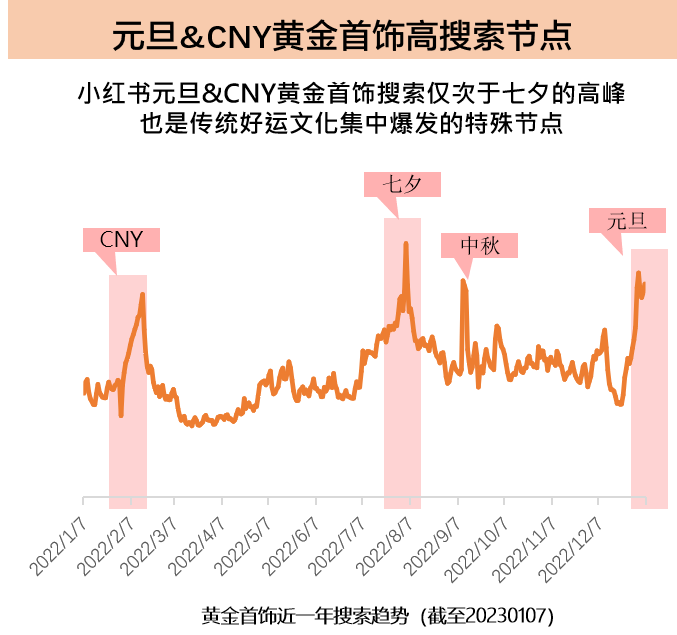 元旦&CNY黄金首饰高搜索节点
小红书元旦&CNY黄金首饰搜索仅次于七夕的高峰
也是传统好运文化集中爆发的特殊节点
七夕
元旦
CNY
中秋
2022/1/7
2022/2/7
2022/3/7
2022/4/7
2022/5/7
2022/6/7
2022/7/7
2022/8/7
2022/9/7
2022/10/7
2022/11/7
2022/12/7
黄金首饰近一年搜索趋势（截至20230107）